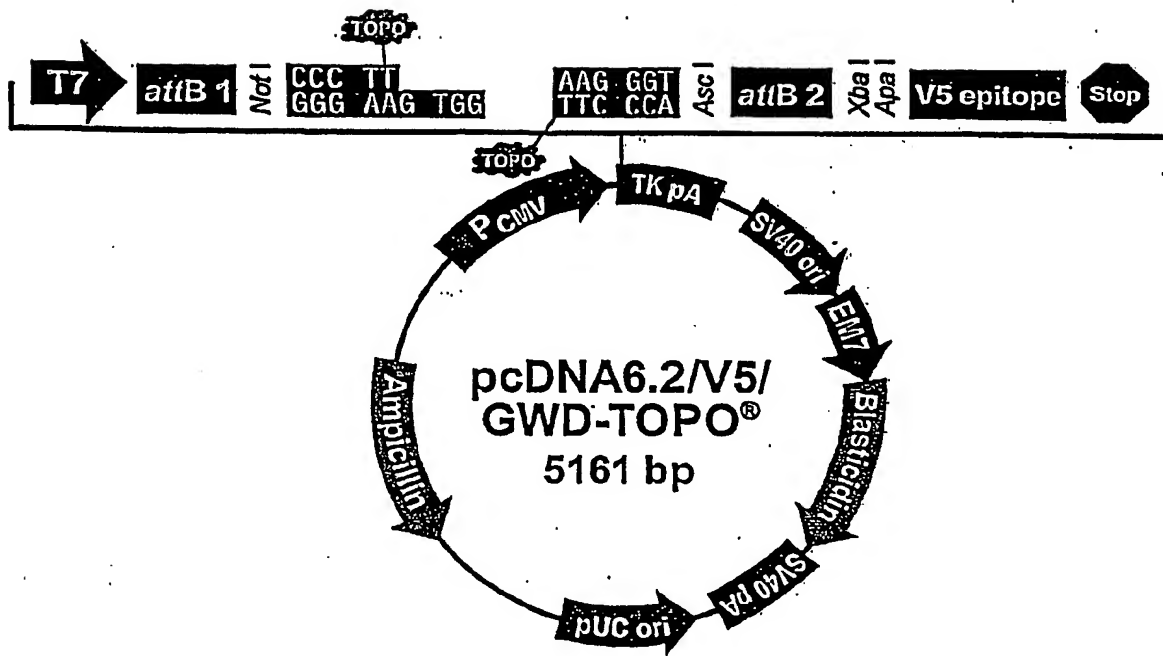 TOPO
T7
attB 1
Not I
CCC TT
GGG AAG TGG
AAG GGT
TTC CCA
Asc I
attB 2
Xba I
Apa I
V5 epitope
Stop
TOPO
PCMV
TK pA
SV40 ori
EM7
Blasticidin
SV40 pA
pUC ori
Ampicillin
pcDNA6.2/V5/
GWD-TOPO®
5161 bp